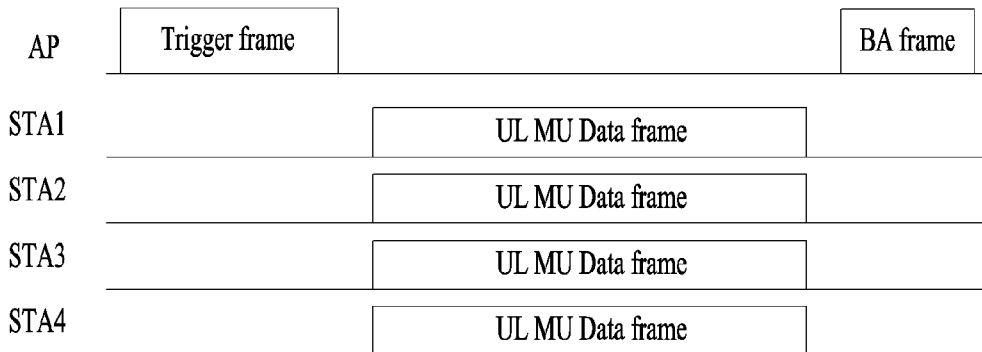 AP Trigger frame BA frame
STA1 UL MU Data frame
STA2 UL MU Data frame
STA3 UL MU Data frame
STA4 UL MU Data frame